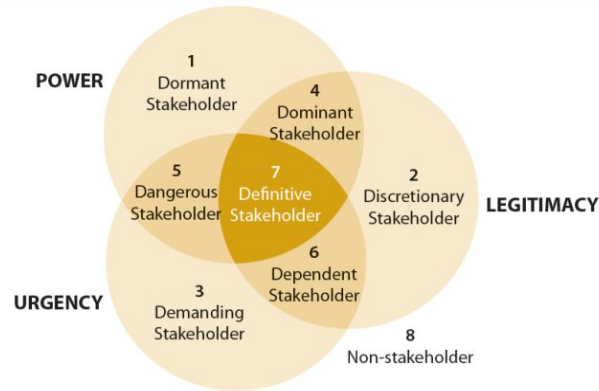 POWER
1
Dormant
Stakeholder
4
Dominant
Stakeholder
5
Dangerous
Stakeholder
7
Definitive
Stakeholder
2
Discretionary
Stakeholder
LEGITIMACY
6
Dependent
Stakeholder
URGENCY
3
Demanding
Stakeholder
8
Non-stakeholder